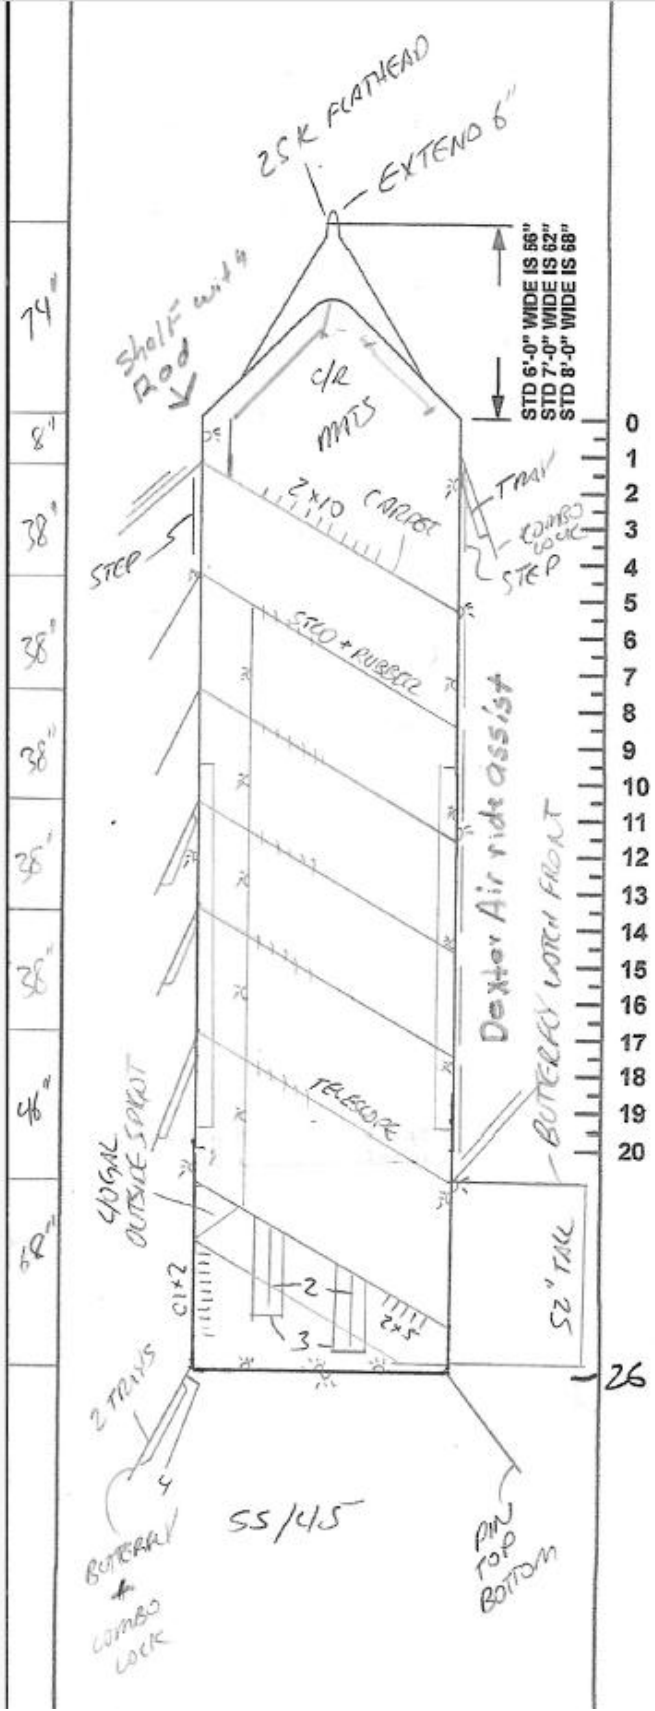 25K FLATHEAD
EXTEND 6"
STD 6'-0" WIDE IS 56"
STD 7'-0" WIDE IS 62"
STD 8'-0" WIDE IS 68"
74"
Shelf with
Rod
C/R
MATS
0
8"
1
2
3
4
5
6
7
8
9
10
11
12
13
14
15
16
17
18
19
20
26
38"
2x10
CARPET
TRAY
COMBO
LOCK
STEP
STEP
38"
STUD + RUBBER
38"
38"
38"
Dexter Air ride assist
BUTTERFLY LATCH FRONT
46"
TELESCOPE
40GAL
OUTSIDE SPIGOT
68"
52" TALL
2
3
2x5
2 TRAYS
4
BUTTERFLY
+
COMBO
LOCK
SS/45
PIN
TOP
BOTTOM